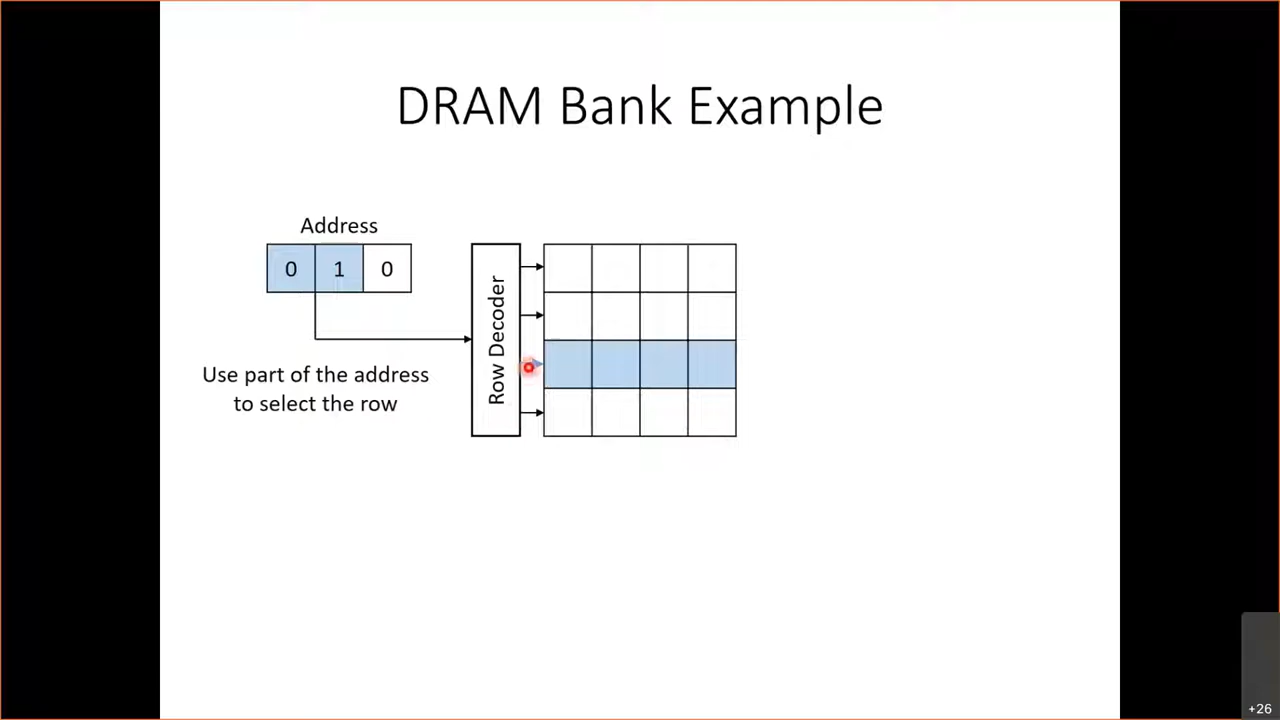 DRAM Bank Example
Address
0 1 0
Row Decoder
Use part of the address
to select the row
+26